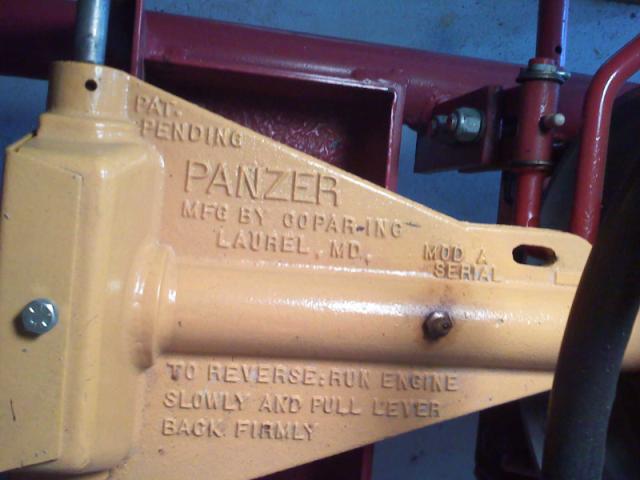 PAT.
PENDING
PANZER
MFG BY COPAR-ING
LAUREL, MD.
MOD A
SERIAL
TO REVERSE: RUN ENGINE
SLOWLY AND PULL LEVER
BACK FIRMLY